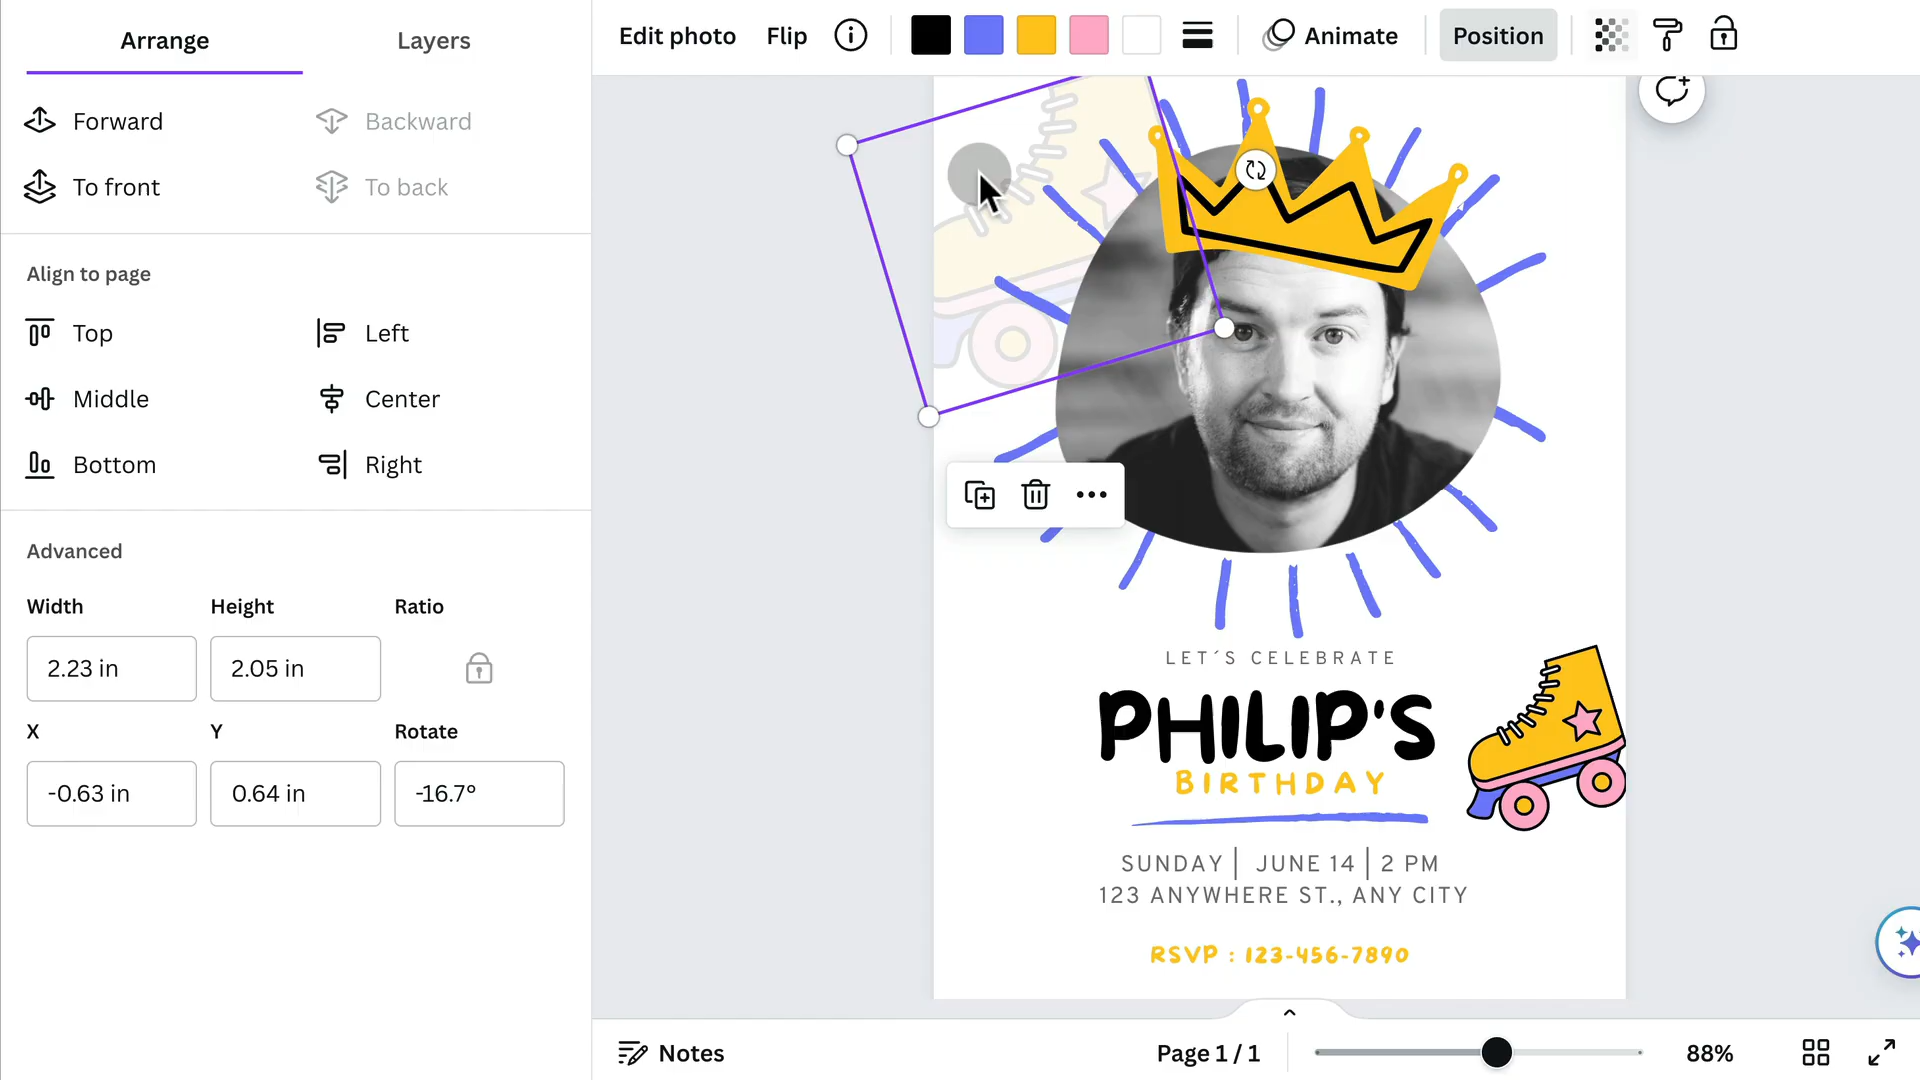 Arrange
Layers
Edit photo
Flip
Animate
Position
Forward
Backward
To front
To back
Align to page
Top
Left
Middle
Center
Bottom
Right
Advanced
Width
Height
Ratio
2.23 in
2.05 in
X
Y
Rotate
-0.63 in
0.64 in
-16.7°
LET´S CELEBRATE
PHILIP'S
BIRTHDAY
SUNDAY | JUNE 14 | 2 PM
123 ANYWHERE ST., ANY CITY
RSVP : 123-456-7890
Notes
Page 1 / 1
88%